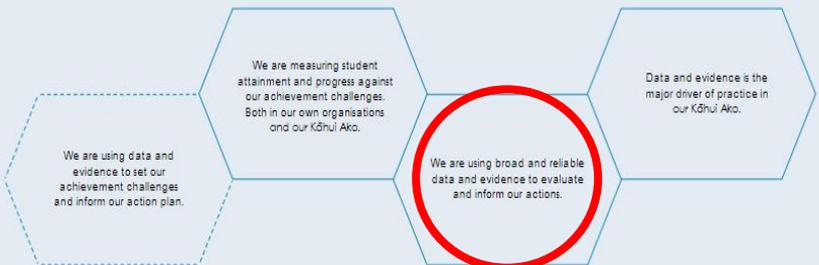 We are using data and
evidence to set our
achievement challenges
and inform our action plan.
We are measuring student
attainment and progress against
our achievement challenges.
Both in our own organisations
and our Kāhui Ako.
We are using broad and reliable
data and evidence to evaluate
and inform our actions.
Data and evidence is the
major driver of practice in
our Kāhui Ako.